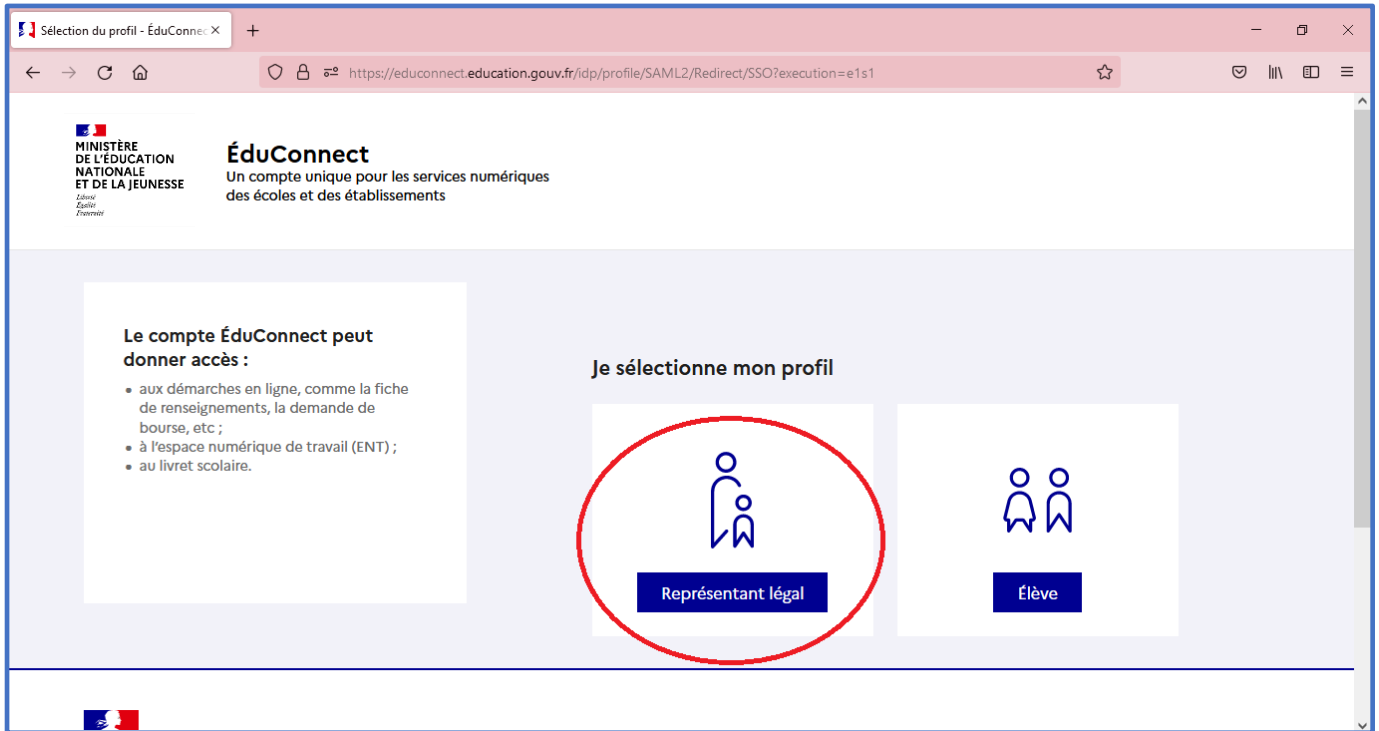 Sélection du profil - ÉduConnec
https://educonnect.education.gouv.fr/idp/profile/SAML2/Redirect/SSO?execution=e1s1
MINISTÈRE
DE L'ÉDUCATION
NATIONALE
ET DE LA JEUNESSE
Liberté
Égalité
Fraternité
ÉduConnect
Un compte unique pour les services numériques
des écoles et des établissements
Le compte ÉduConnect peut
donner accès :
• aux démarches en ligne, comme la fiche
de renseignements, la demande de
bourse, etc ;
• à l'espace numérique de travail (ENT) ;
• au livret scolaire.
Je sélectionne mon profil
Représentant légal
Élève